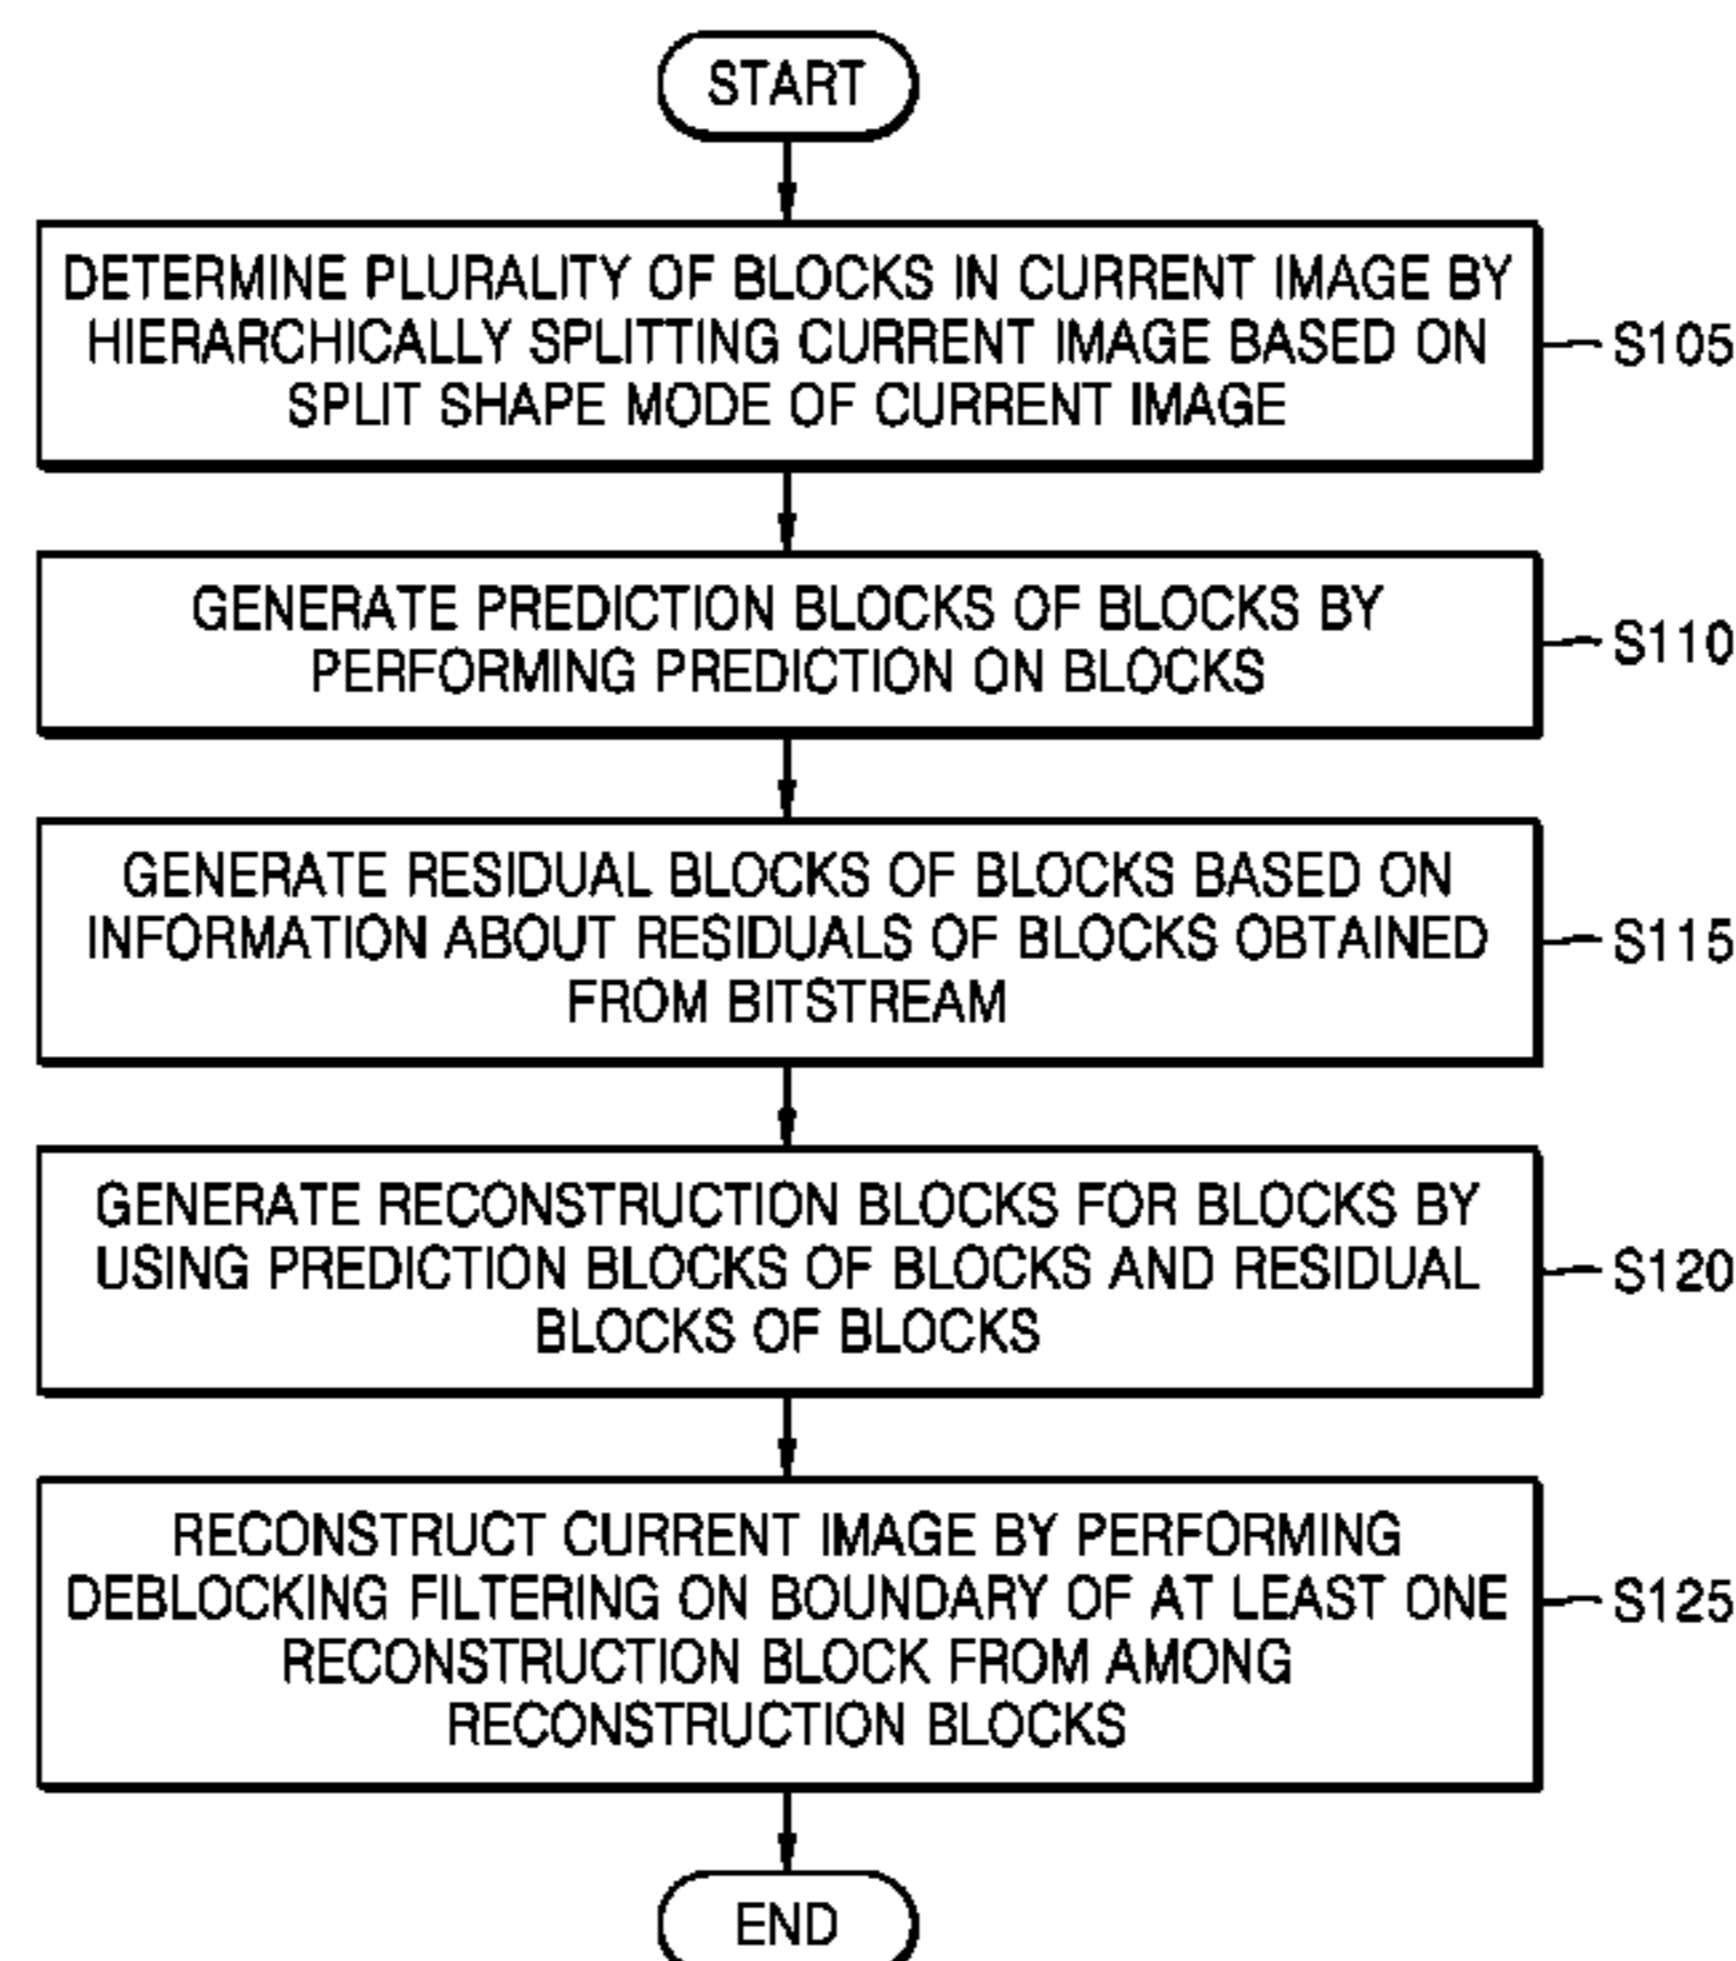 START
DETERMINE PLURALITY OF BLOCKS IN CURRENT IMAGE BY
HIERARCHICALLY SPLITTING CURRENT IMAGE BASED ON
SPLIT SHAPE MODE OF CURRENT IMAGE
S105
GENERATE PREDICTION BLOCKS OF BLOCKS BY
PERFORMING PREDICTION ON BLOCKS
S110
GENERATE RESIDUAL BLOCKS OF BLOCKS BASED ON
INFORMATION ABOUT RESIDUALS OF BLOCKS OBTAINED
FROM BITSTREAM
S115
GENERATE RECONSTRUCTION BLOCKS FOR BLOCKS BY
USING PREDICTION BLOCKS OF BLOCKS AND RESIDUAL
BLOCKS OF BLOCKS
S120
RECONSTRUCT CURRENT IMAGE BY PERFORMING
DEBLOCKING FILTERING ON BOUNDARY OF AT LEAST ONE
RECONSTRUCTION BLOCK FROM AMONG
RECONSTRUCTION BLOCKS
S125
END